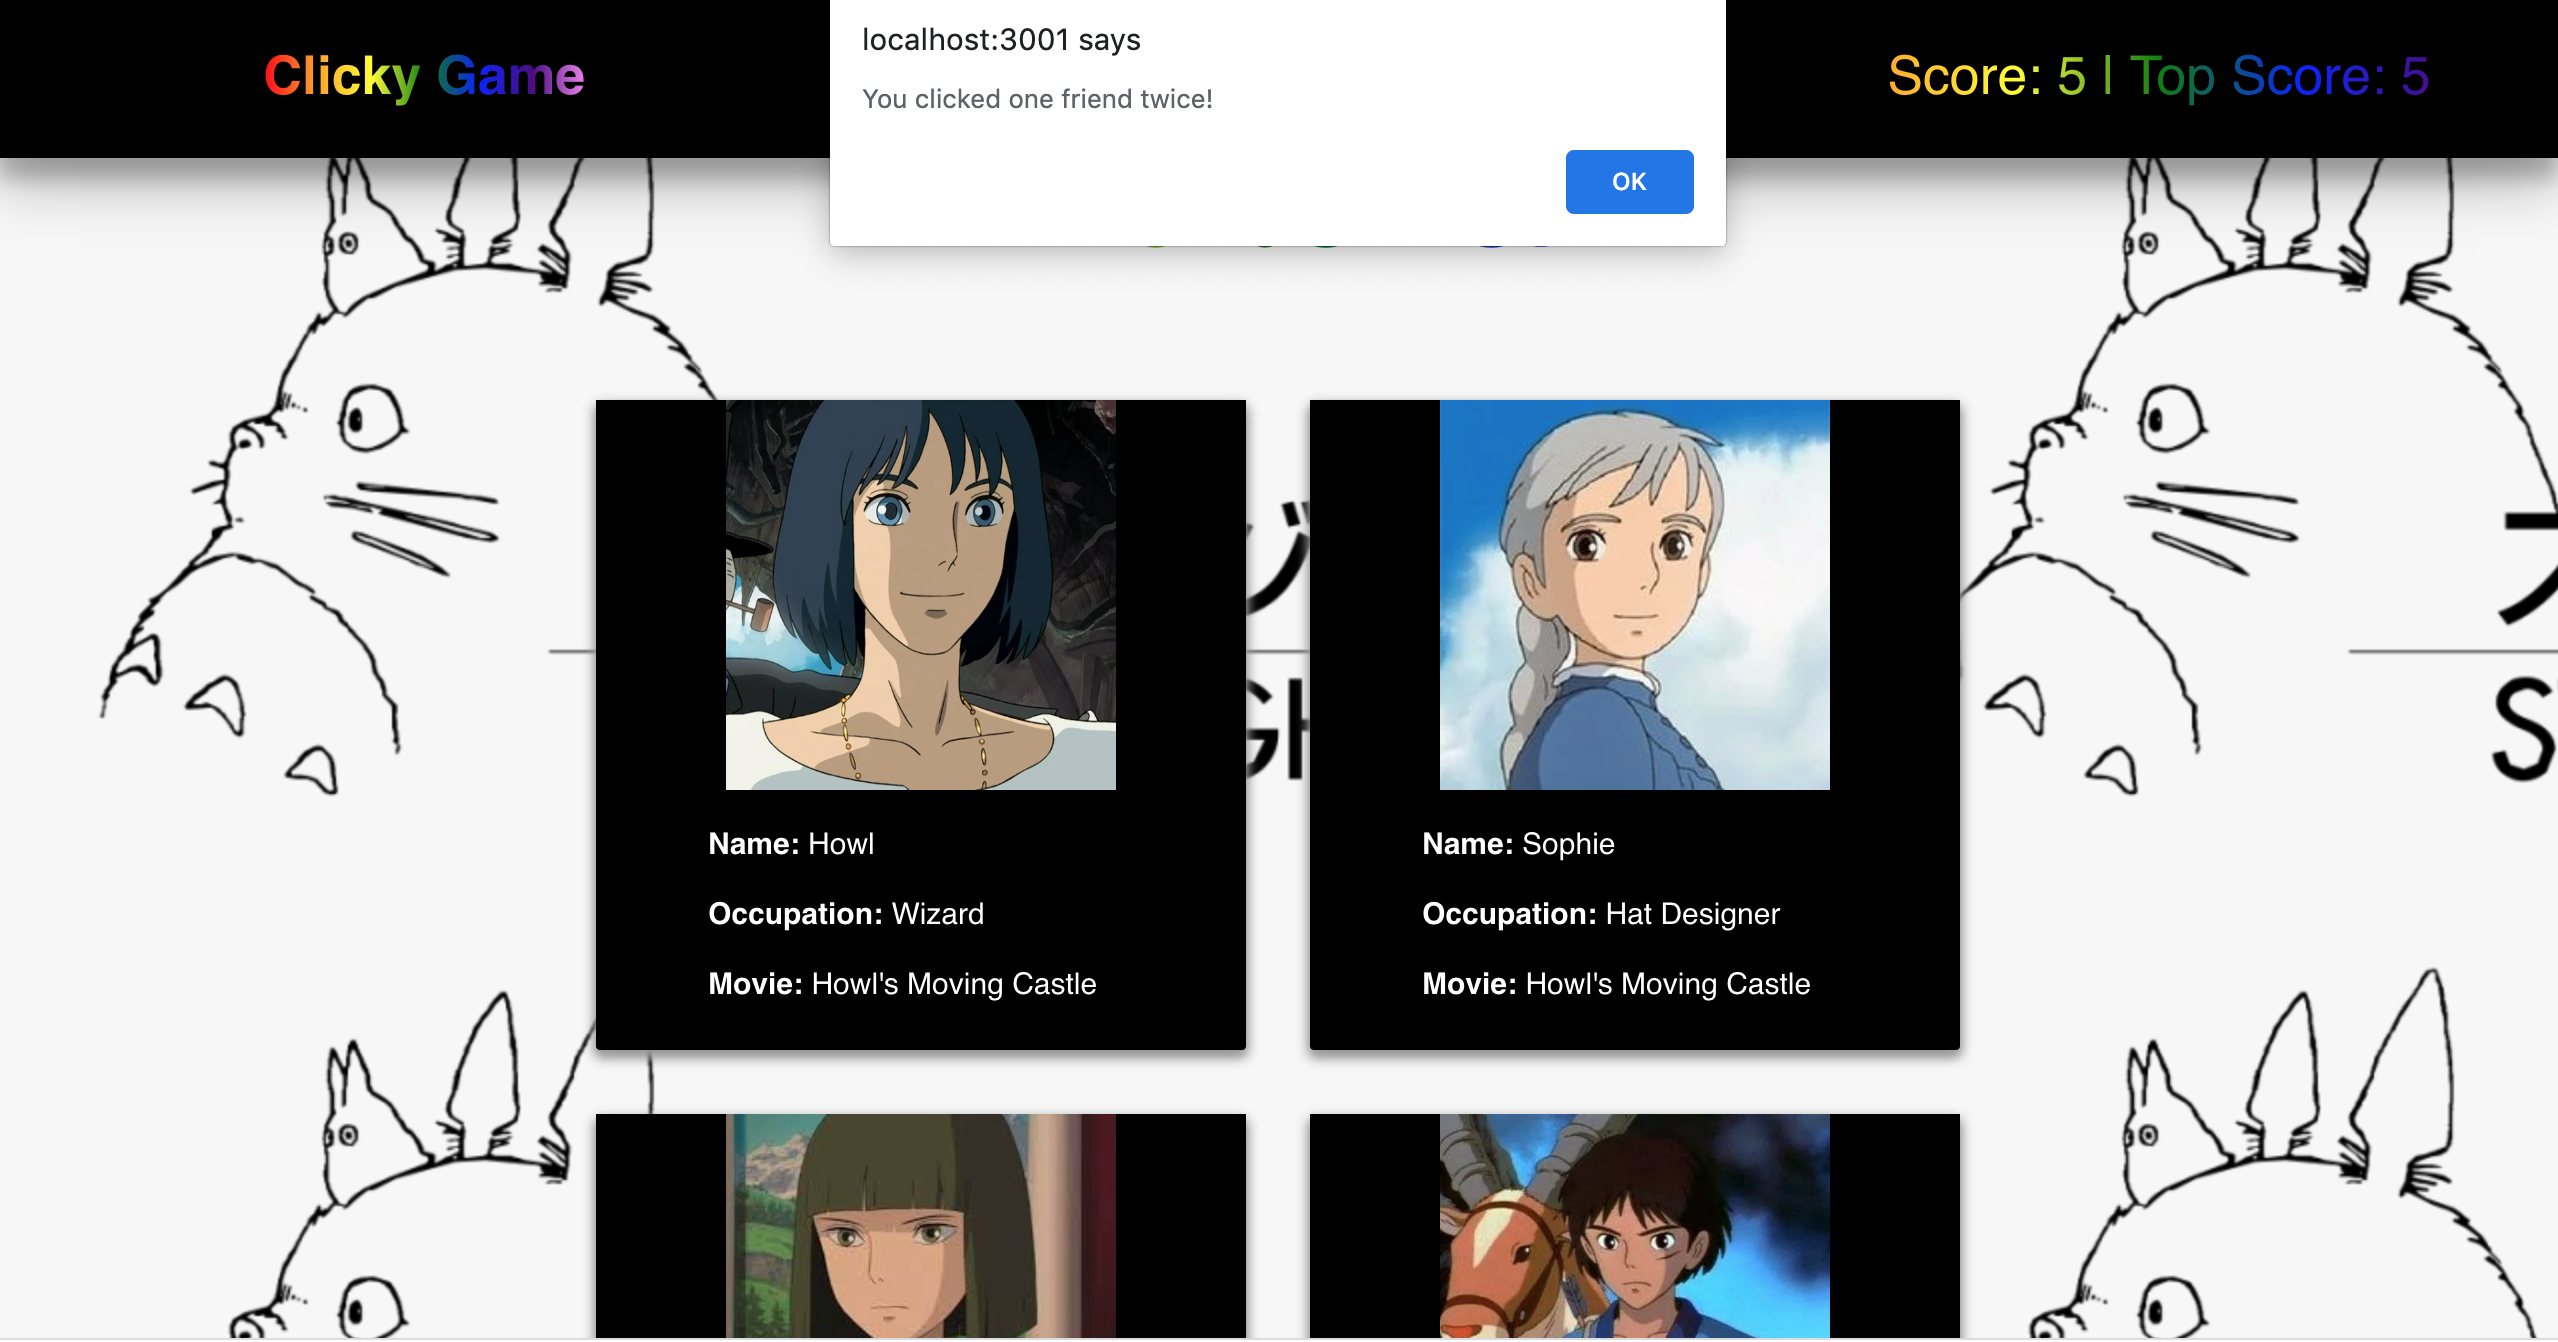 Clicky Game
localhost:3001 says
You clicked one friend twice!
OK
Score: 5 | Top Score: 5
Name: Howl
Occupation: Wizard
Movie: Howl's Moving Castle
Name: Sophie
Occupation: Hat Designer
Movie: Howl's Moving Castle